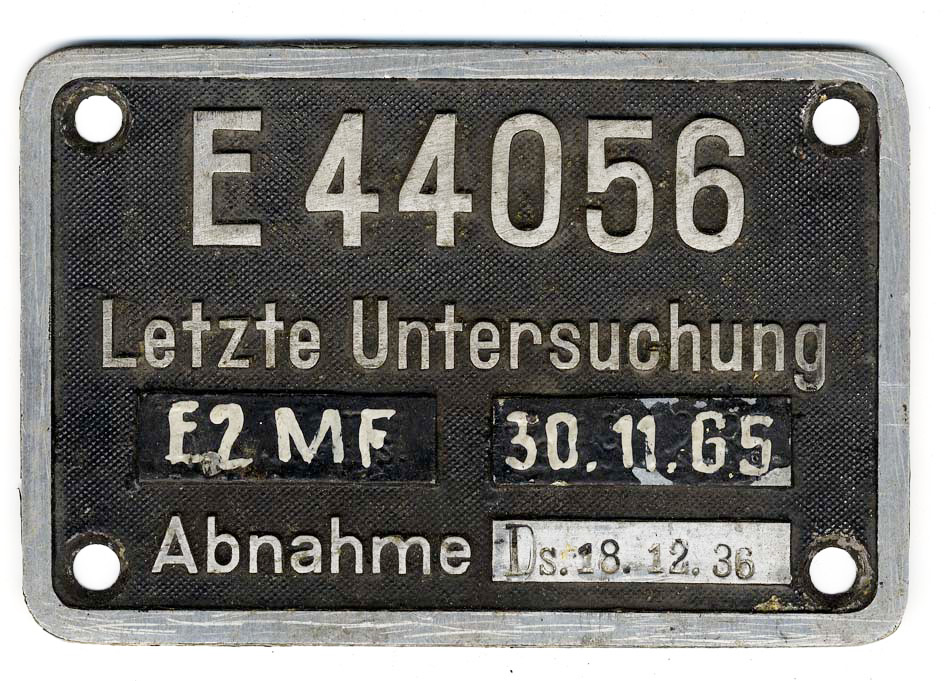 E 44056
Letzte Untersuchung
E2 MF 30.11.65
Abnahme Ds. 18. 12. 36